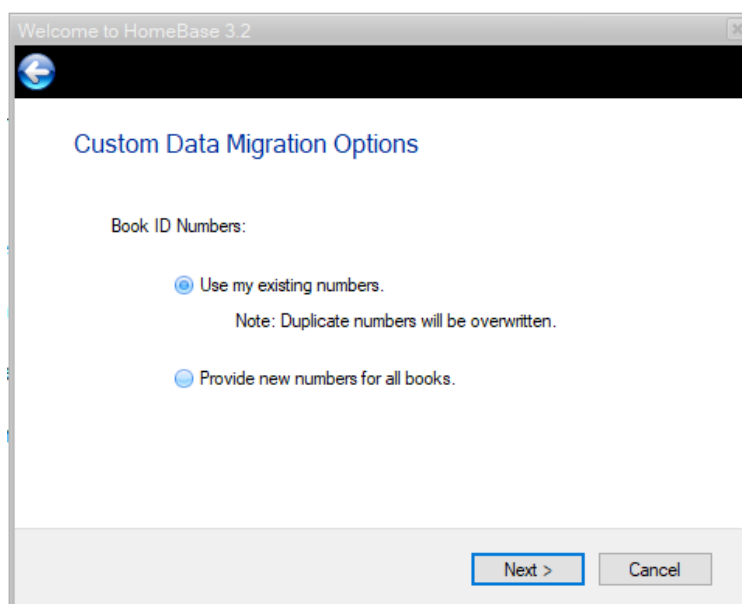 Welcome to HomeBase 3.2
Custom Data Migration Options
Book ID Numbers:
Use my existing numbers.
Note: Duplicate numbers will be overwritten.
Provide new numbers for all books.
Next >
Cancel